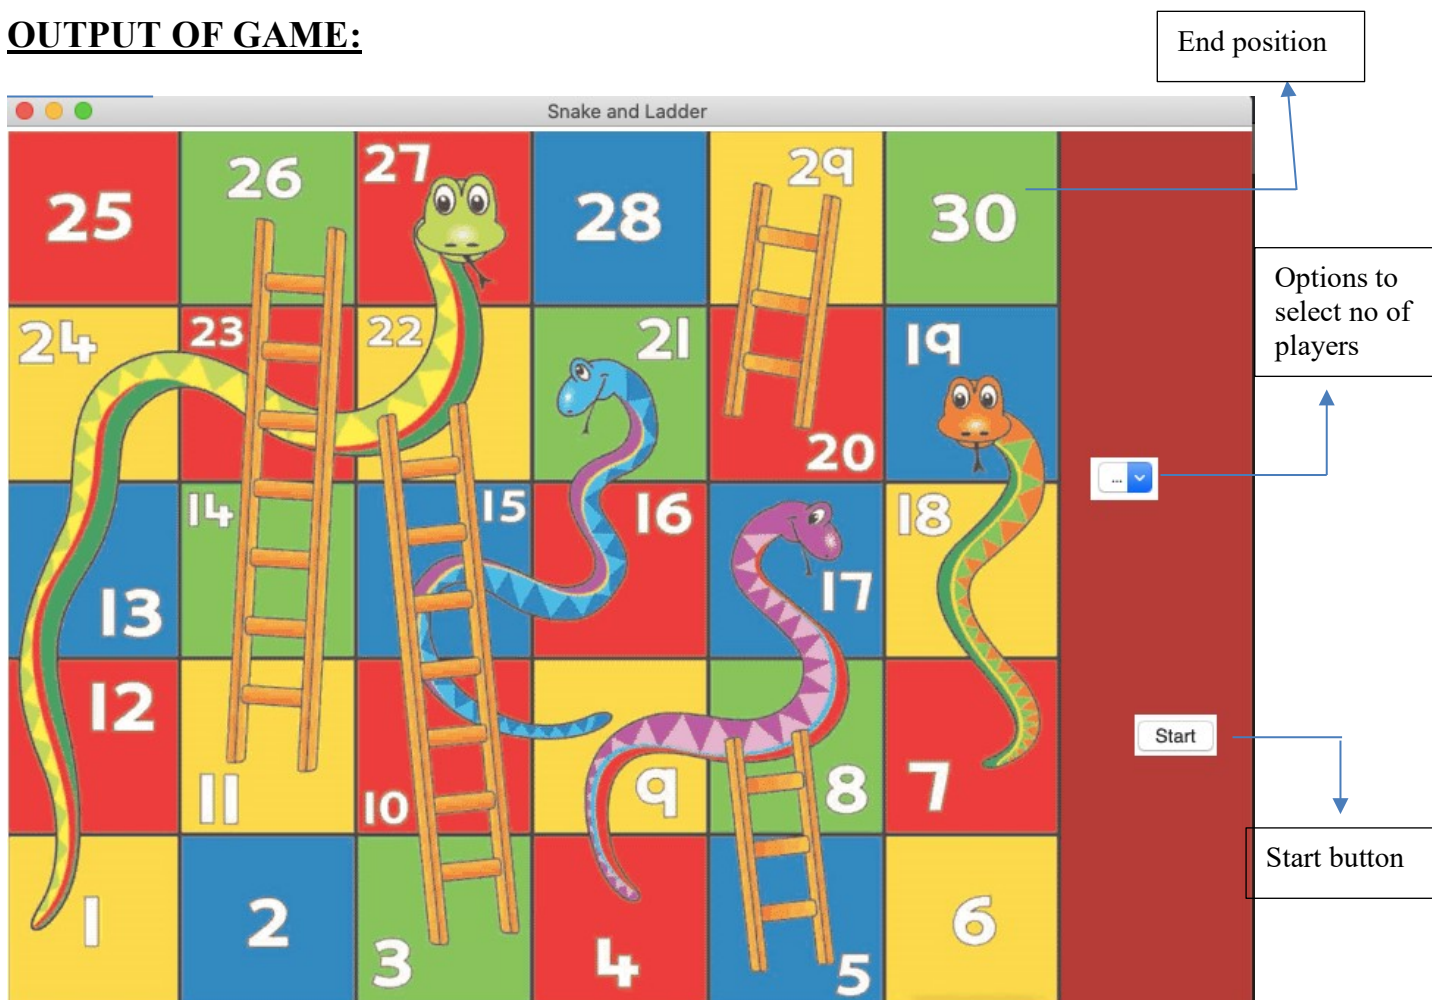 OUTPUT OF GAME:
End position
Snake and Ladder
25 26 27 28 29 30
Options to
select no of
players
24 23 22 21 20 19
...
13 14 15 16 17 18
Start
12 11 10 9 8 7
Start button
1 2 3 4 5 6